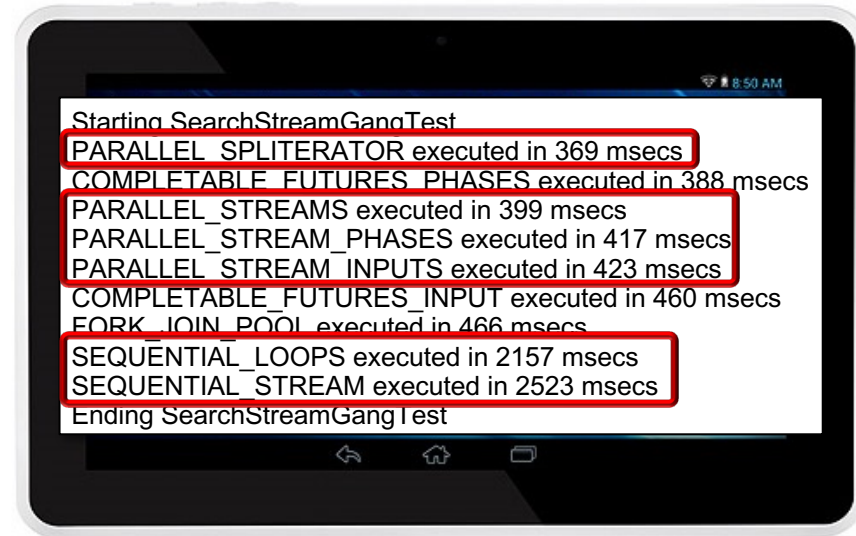 8:50 AM
Starting SearchStreamGangTest
PARALLEL_SPLITERATOR executed in 369 msecs
COMPLETABLE_FUTURES_PHASES executed in 388 msecs
PARALLEL_STREAMS executed in 399 msecs
PARALLEL_STREAM_PHASES executed in 417 msecs
PARALLEL_STREAM_INPUTS executed in 423 msecs
COMPLETABLE_FUTURES_INPUT executed in 460 msecs
FORK_JOIN_POOL executed in 466 msecs
SEQUENTIAL_LOOPS executed in 2157 msecs
SEQUENTIAL_STREAM executed in 2523 msecs
Ending SearchStreamGangTest